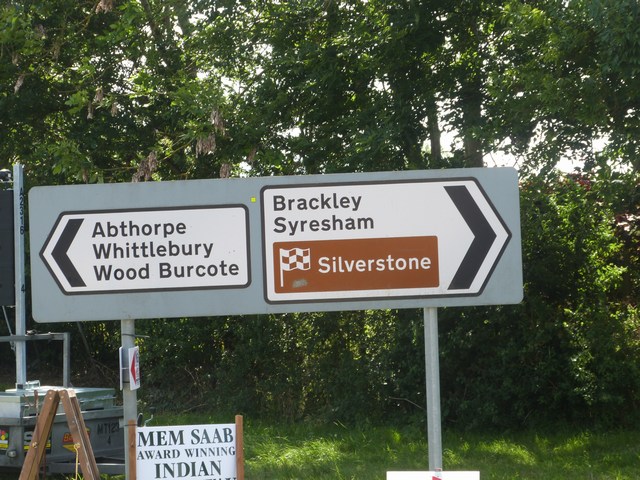 Abthorpe
Whittlebury
Wood Burcote
Brackley
Syresham
Silverstone
MEM SAAB
AWARD WINNING
INDIAN